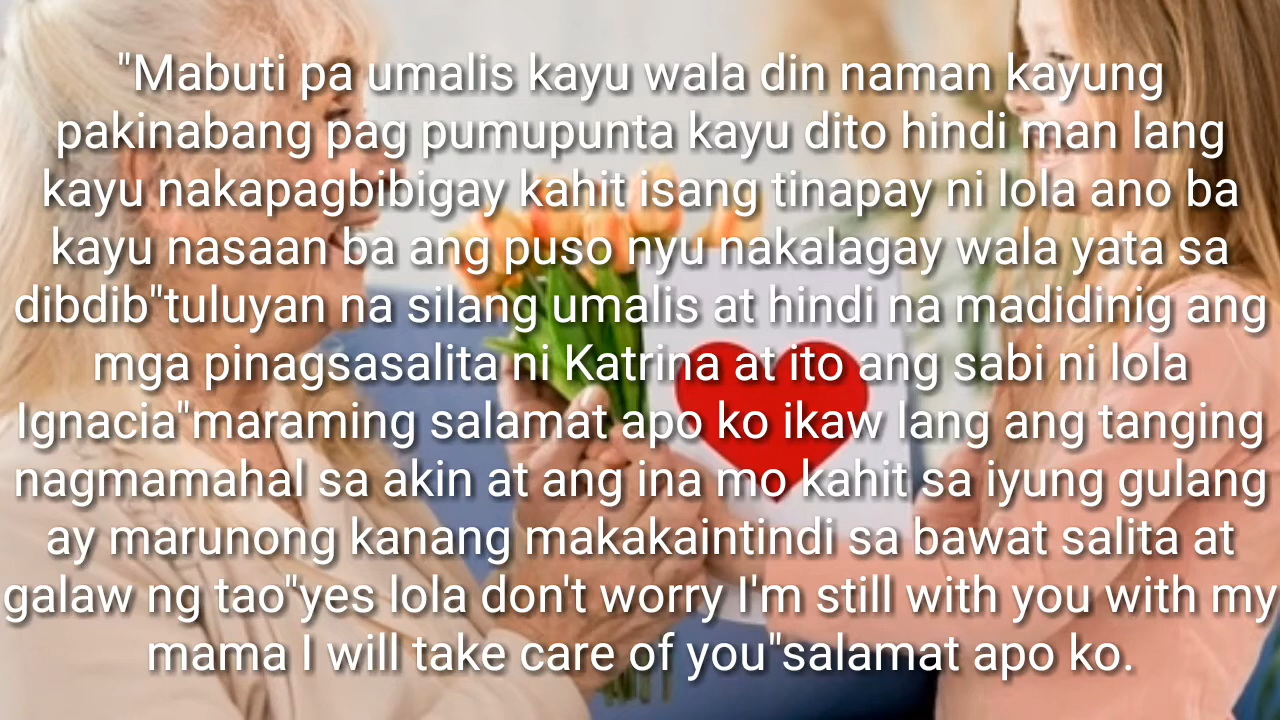 "Mabuti pa umalis kayu wala din naman kayung
pakinabang pag pumupunta kayu dito hindi man lang
kayu nakapagbibigay kahit isang tinapay ni lola ano ba
kayu nasaan ba ang puso nyu nakalagay wala yata sa
dibdib"tuluyan na silang umalis at hindi na madidinig ang
mga pinagsasalita ni Katrina at ito ang sabi ni lola
Ignacia"maraming salamat apo ko ikaw lang ang tanging
nagmamahal sa akin at ang ina mo kahit sa iyung gulang
ay marunong kanang makakaintindi sa bawat salita at
galaw ng tao"yes lola don't worry I'm still with you with my
mama I will take care of you"salamat apo ko.